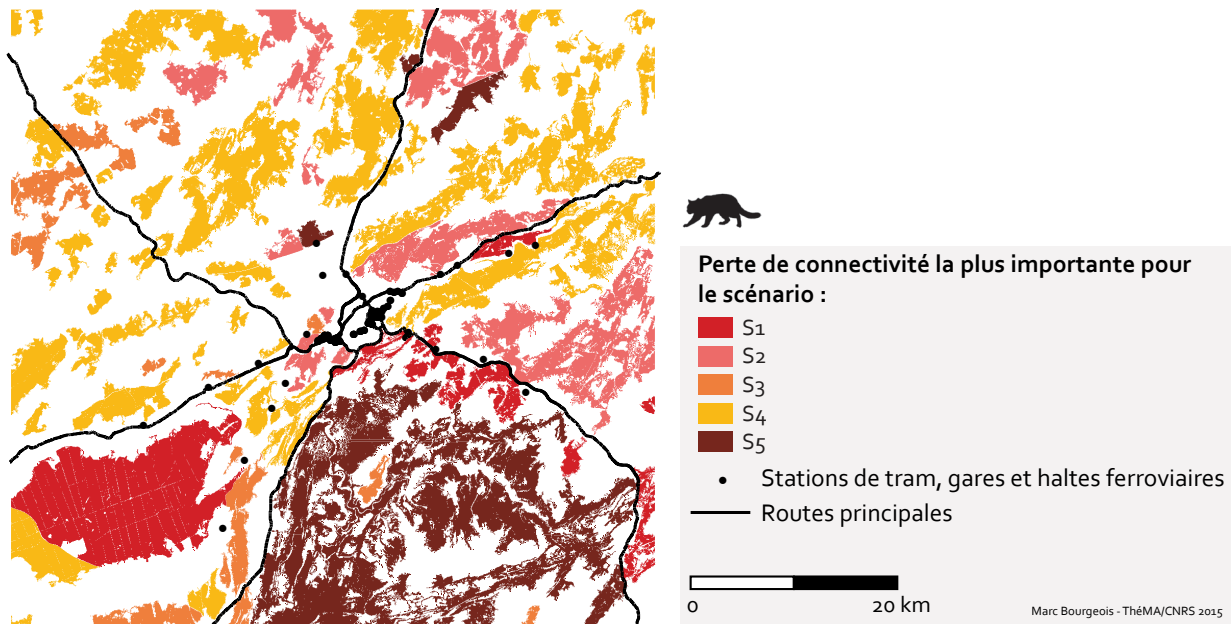 Perte de connectivité la plus importante pour
le scénario :
S1
S2
S3
S4
S5
Stations de tram, gares et haltes ferroviaires
Routes principales
0 20 km
Marc Bourgeois - ThéMA/CNRS 2015